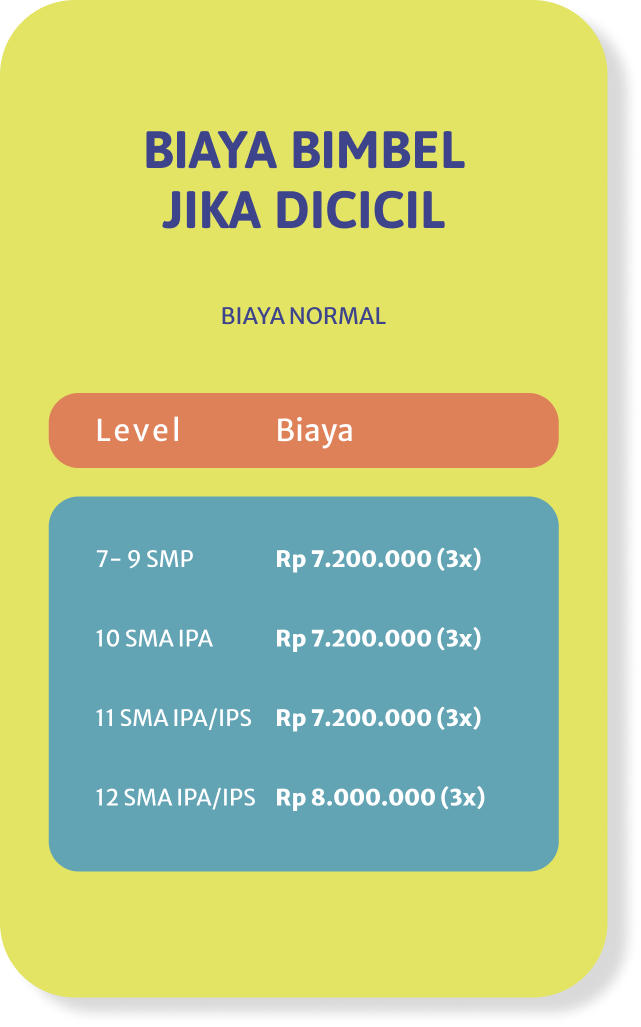 BIAYA BIMBEL
JIKA DICICIL
BIAYA NORMAL
Level Biaya
7- 9 SMP Rp 7.200.000 (3x)
10 SMA IPA Rp 7.200.000 (3x)
11 SMA IPA/IPS Rp 7.200.000 (3x)
12 SMA IPA/IPS Rp 8.000.000 (3x)